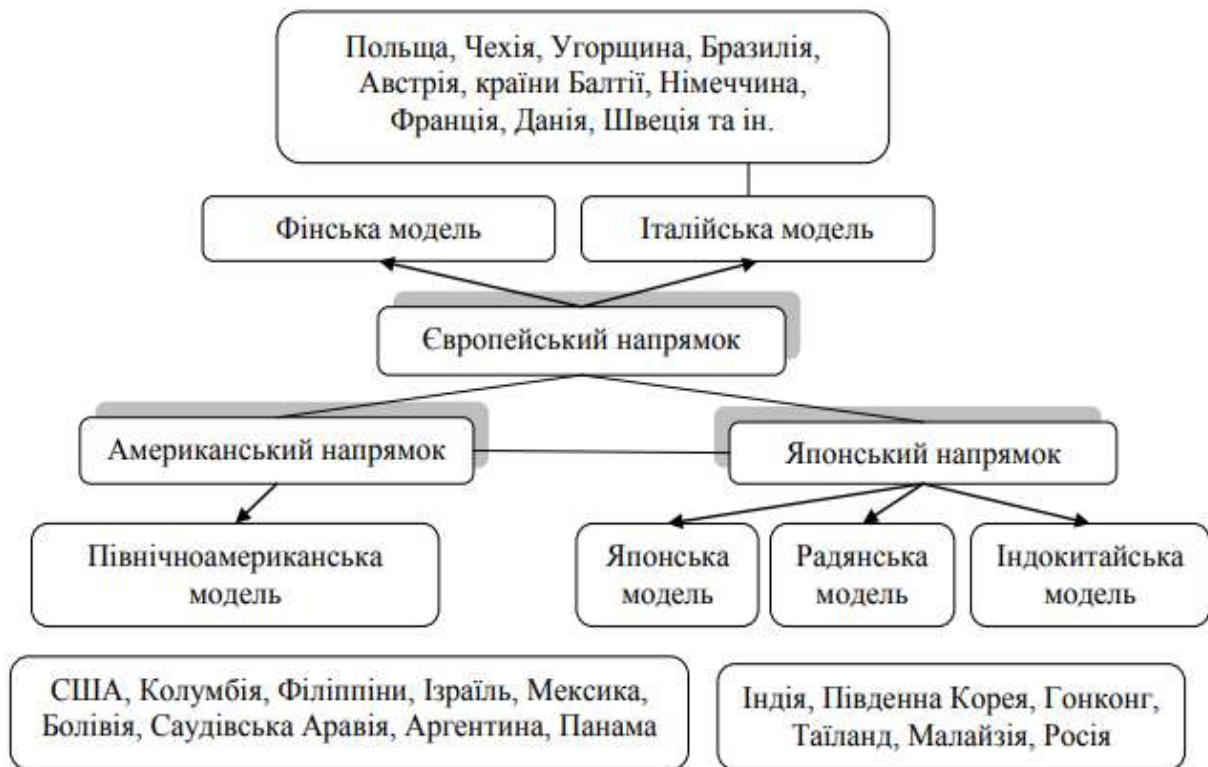 Польща, Чехія, Угорщина, Бразилія,
Австрія, країни Балтії, Німеччина,
Франція, Данія, Швеція та ін.
Фінська модель
Італійська модель
Європейський напрямок
Американський напрямок
Японський напрямок
Північноамериканська
модель
Японська
модель
Радянська
модель
Індокитайська
модель
США, Колумбія, Філіппіни, Ізраїль, Мексика,
Болівія, Саудівська Аравія, Аргентина, Панама
Індія, Південна Корея, Гонконг,
Таїланд, Малайзія, Росія